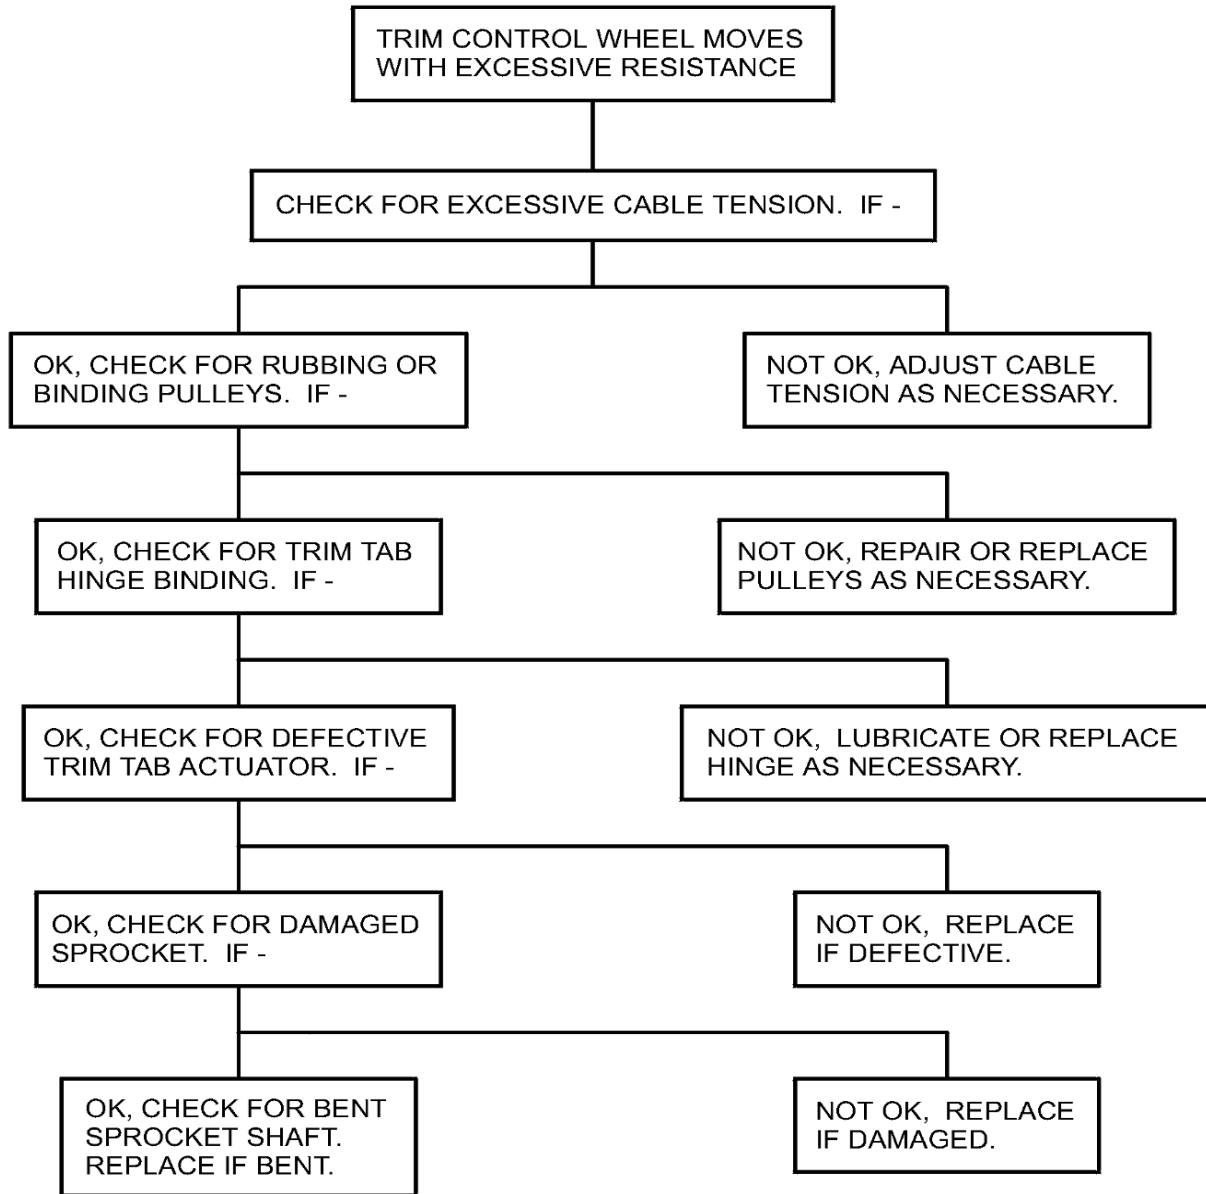 TRIM CONTROL WHEEL MOVES
WITH EXCESSIVE RESISTANCE
CHECK FOR EXCESSIVE CABLE TENSION.  IF -
OK, CHECK FOR RUBBING OR
BINDING PULLEYS.  IF -
NOT OK, ADJUST CABLE
TENSION AS NECESSARY.
OK, CHECK FOR TRIM TAB
HINGE BINDING.  IF -
NOT OK, REPAIR OR REPLACE
PULLEYS AS NECESSARY.
OK, CHECK FOR DEFECTIVE
TRIM TAB ACTUATOR.  IF -
NOT OK,  LUBRICATE OR REPLACE
HINGE AS NECESSARY.
OK, CHECK FOR DAMAGED
SPROCKET.  IF -
NOT OK,  REPLACE
IF DEFECTIVE.
OK, CHECK FOR BENT
SPROCKET SHAFT.
REPLACE IF BENT.
NOT OK,  REPLACE
IF DAMAGED.